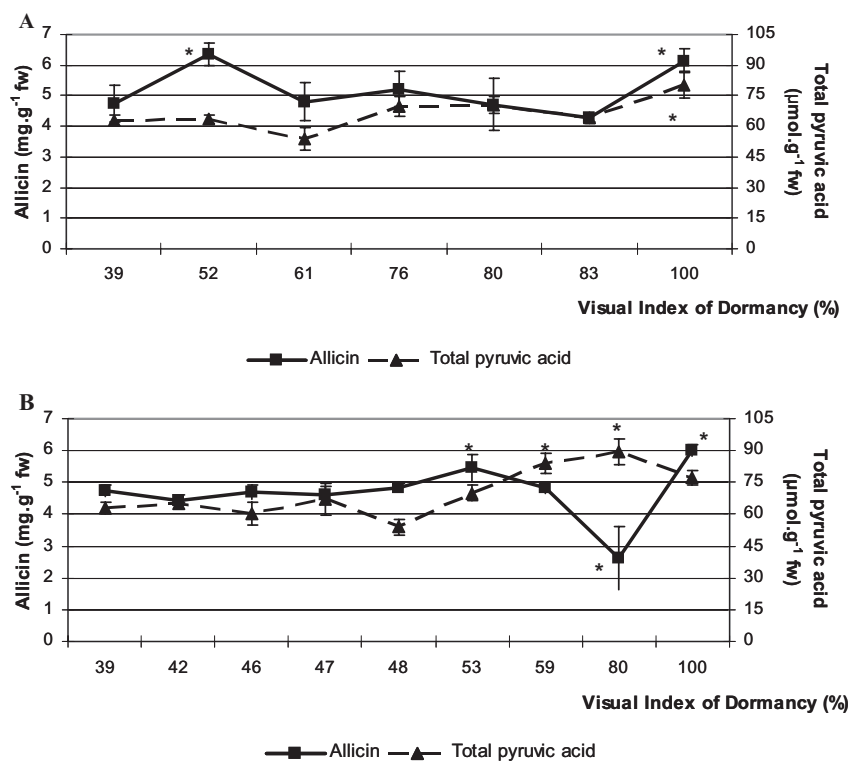 A
Allicin (mg.g-1 fw)
7
6
5
4
3
2
1
0
*
*
*
105
90
75
60
45
30
15
0
Total pyruvic acid
(µmol.g-1 fw)
39 52 61 76 80 83 100
Visual Index of Dormancy (%)
Allicin Total pyruvic acid
B
Allicin (mg.g-1 fw)
7
6
5
4
3
2
1
0
* * * * *
105
90
75
60
45
30
15
0
Total pyruvic acid
(µmol.g-1 fw)
39 42 46 47 48 53 59 80 100
Visual Index of Dormancy (%)
Allicin Total pyruvic acid